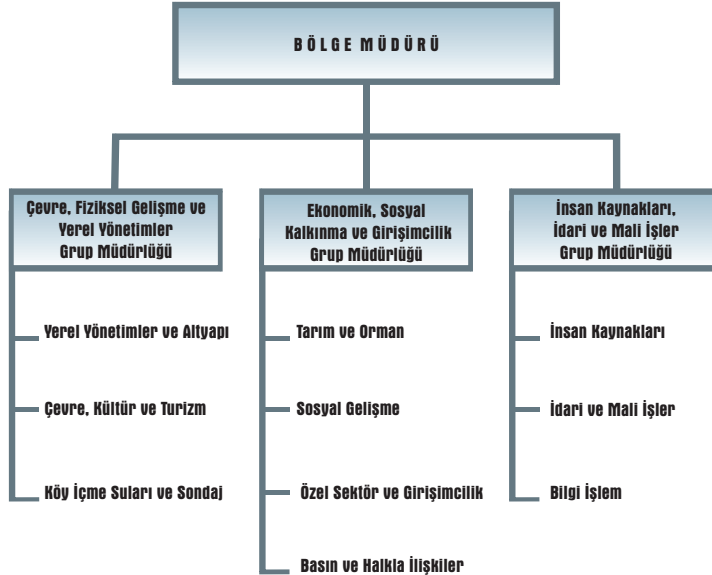 BÖLGE MÜDÜRÜ
Çevre, Fiziksel Gelişme ve
Yerel Yönetimler
Grup Müdürlüğü
Yerel Yönetimler ve Altyapı
Çevre, Kültür ve Turizm
Köy İçme Suları ve Sondaj
Ekonomik, Sosyal
Kalkınma ve Girişimcilik
Grup Müdürlüğü
Tarım ve Orman
Sosyal Gelişme
Özel Sektör ve Girişimcilik
Basın ve Halkla İlişkiler
İnsan Kaynakları,
İdari ve Mali İşler
Grup Müdürlüğü
İnsan Kaynakları
İdari ve Mali İşler
Bilgi İşlem